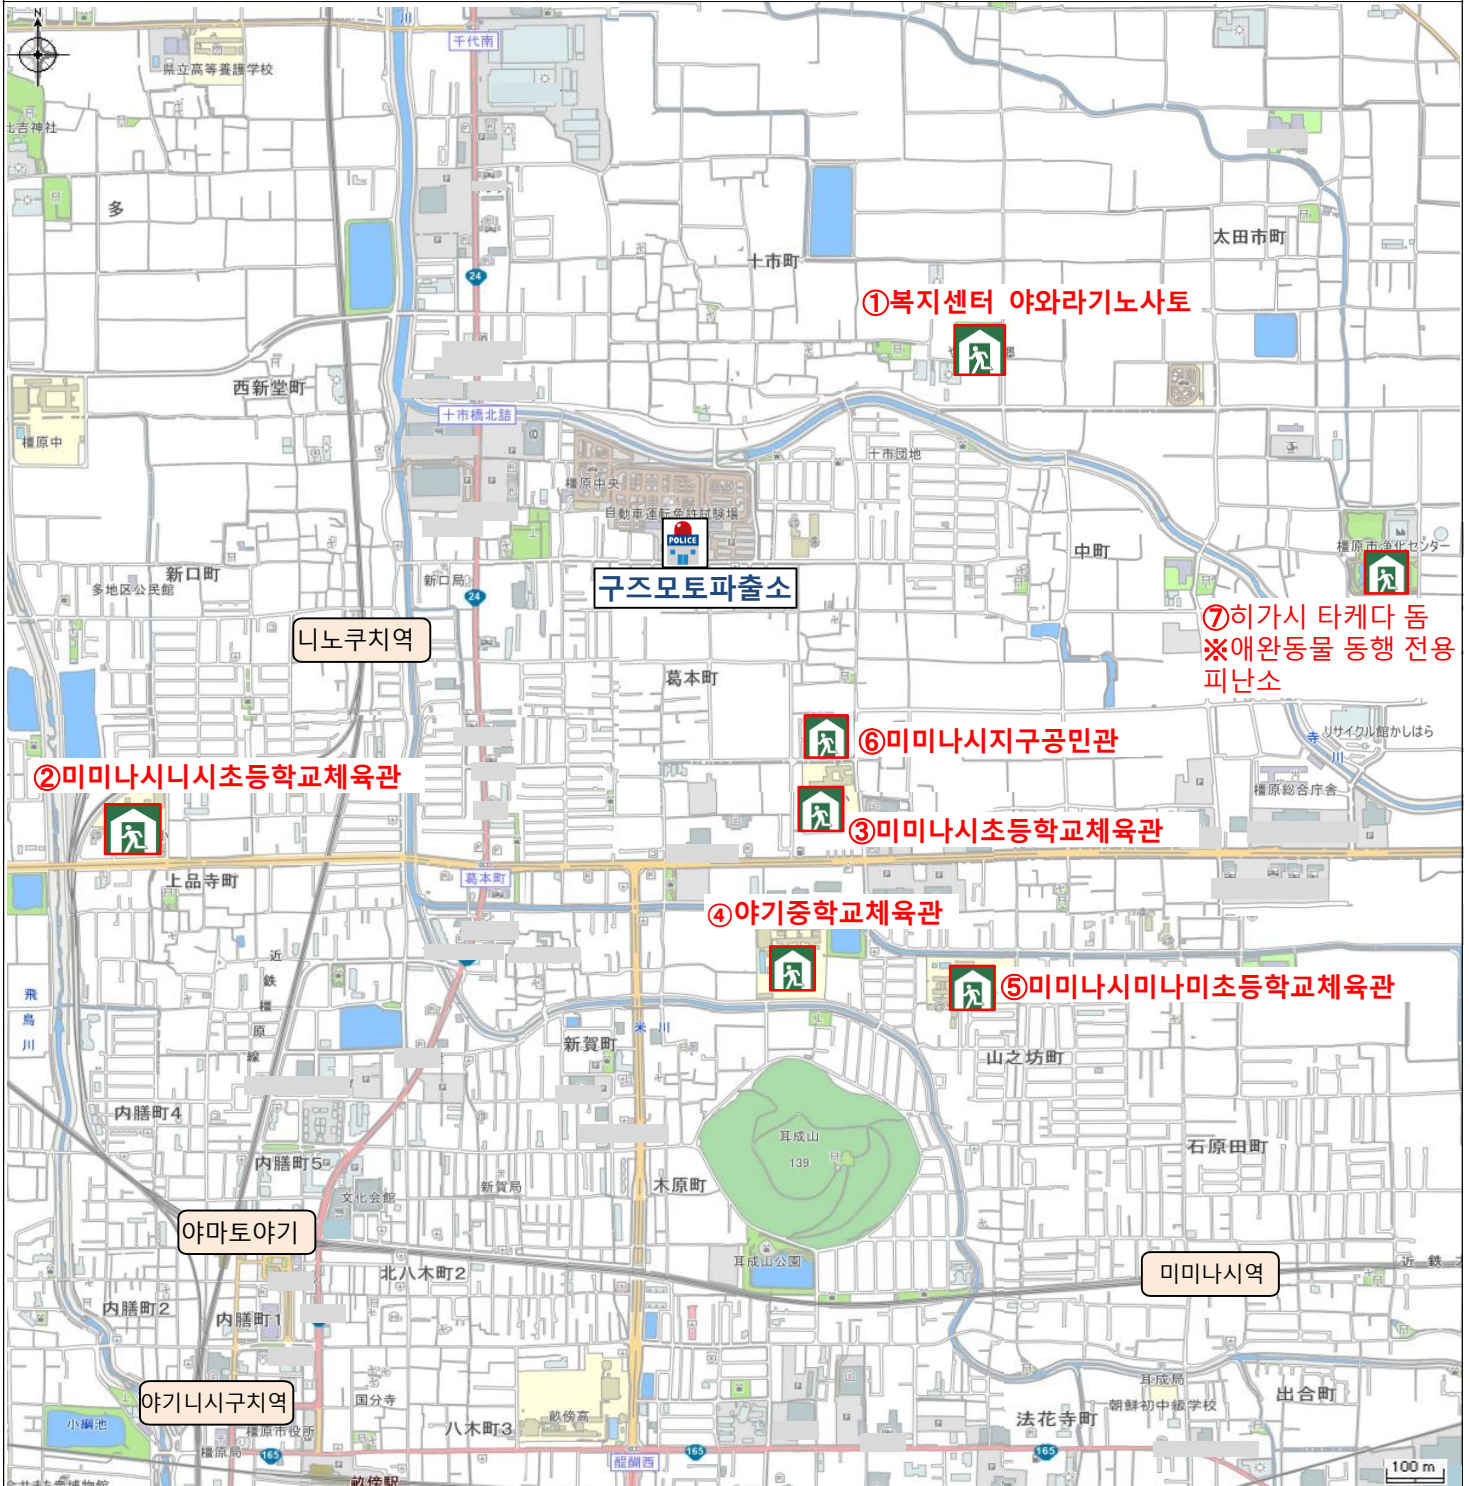 N
川
千代南
県立高等養護学校
比吉神社
多
24
十市町
太田市町
①복지센터 야와라기노사토
郷
西新堂町
十市橋北詰
橿原中
十市団地
橿原中央
自動車運転免許試験場
POLICE
中町
橿原市浄化センター
구즈모토파출소
新口町
新口局
多地区公民館
24
⑦히가시 타케다 돔
※애완동물 동행 전용
피난소
니노쿠치역
葛本町
寺川
リサイクル館かしはら
⑥미미나시지구공민관
②미미나시니시초등학교체육관
橿原総合庁舎
小
③미미나시초등학교체육관
上品寺町
葛本町
④야기중학교체육관
近鉄橿原線
飛鳥川
⑤미미나시미나미초등학교체육관
米川
新賀町
山之坊町
内膳町4
耳成山
139
石原田町
内膳町5
文化会館
新賀局
木原町
야마토야기
耳成山公園
미미나시역
近鉄大
北八木町2
内膳町2
内膳町1
야기니시구치역
国分寺
耳成局
朝鮮初中級学校
出合町
小綱池
橿原市役所
八木町3
畝傍高
法花寺町
橿原局
165
醍醐西
165
165
100 m
畝傍駅